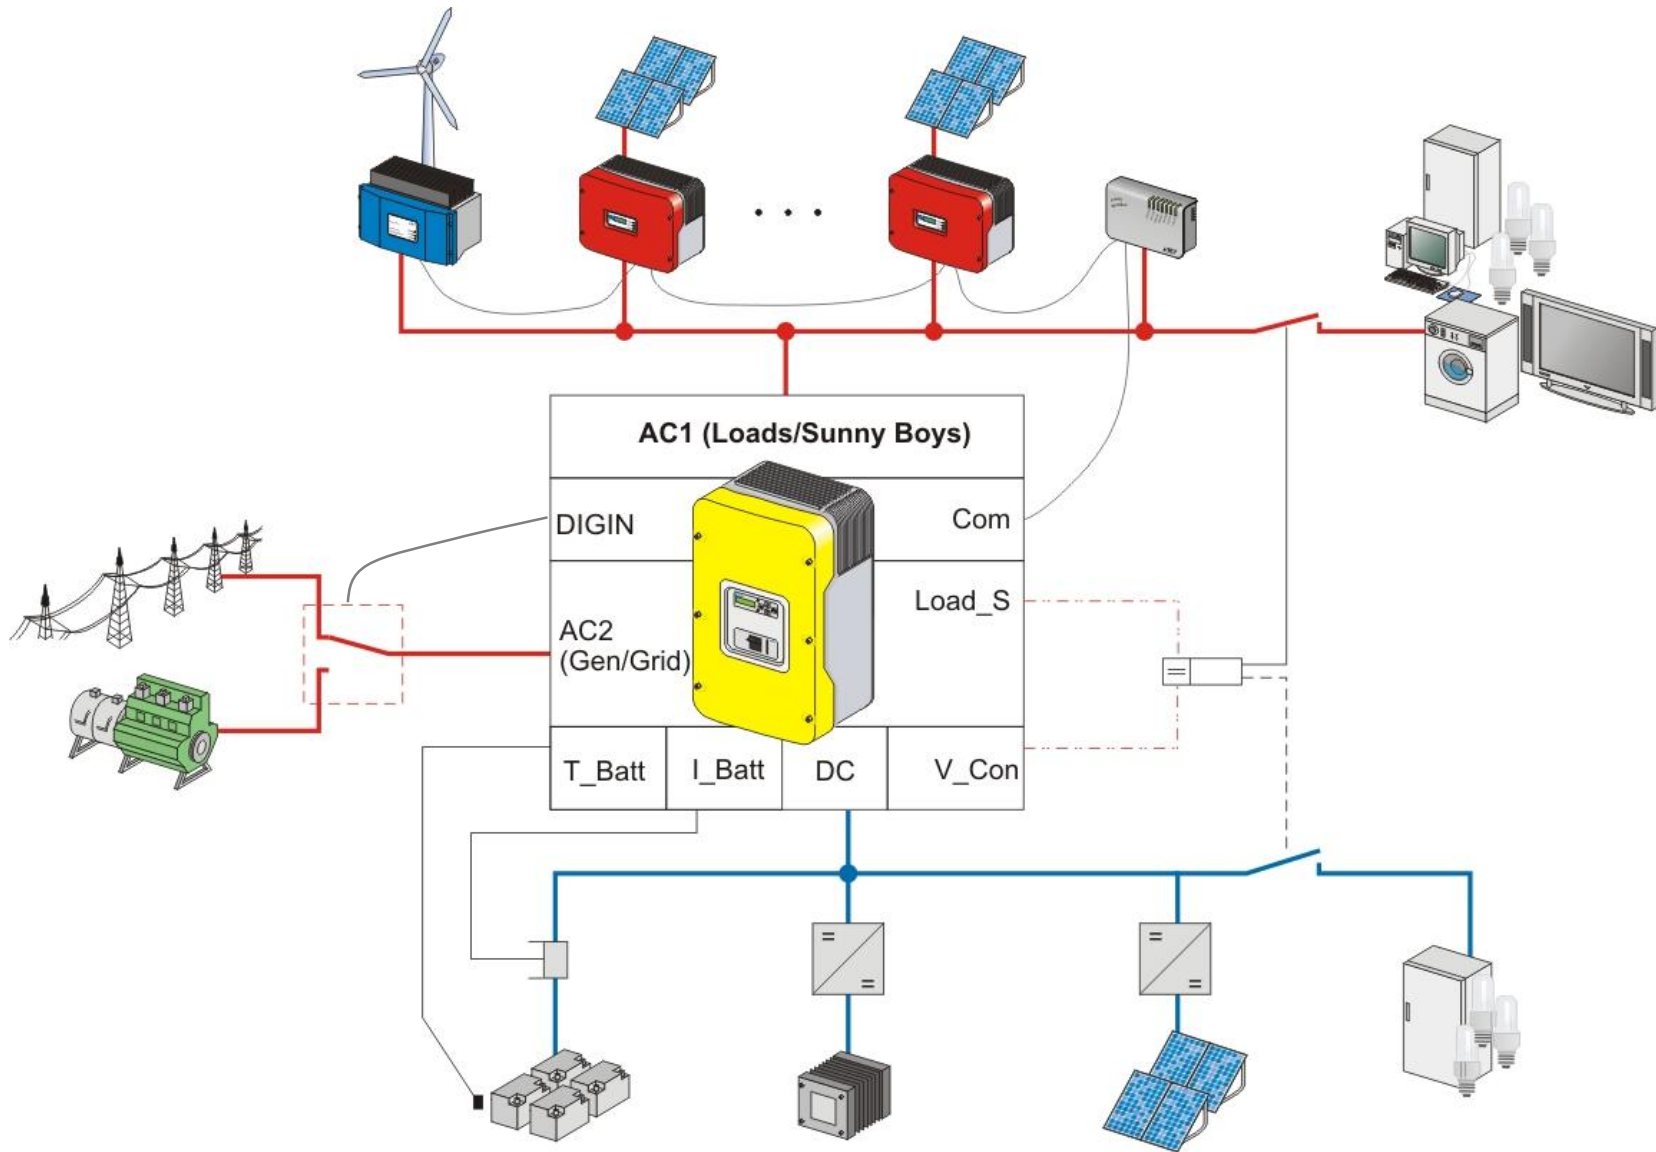 AC1 (Loads/Sunny Boys)
DIGIN
Com
Load_S
AC2
(Gen/Grid)
T_Batt
I_Batt
DC
V_Con